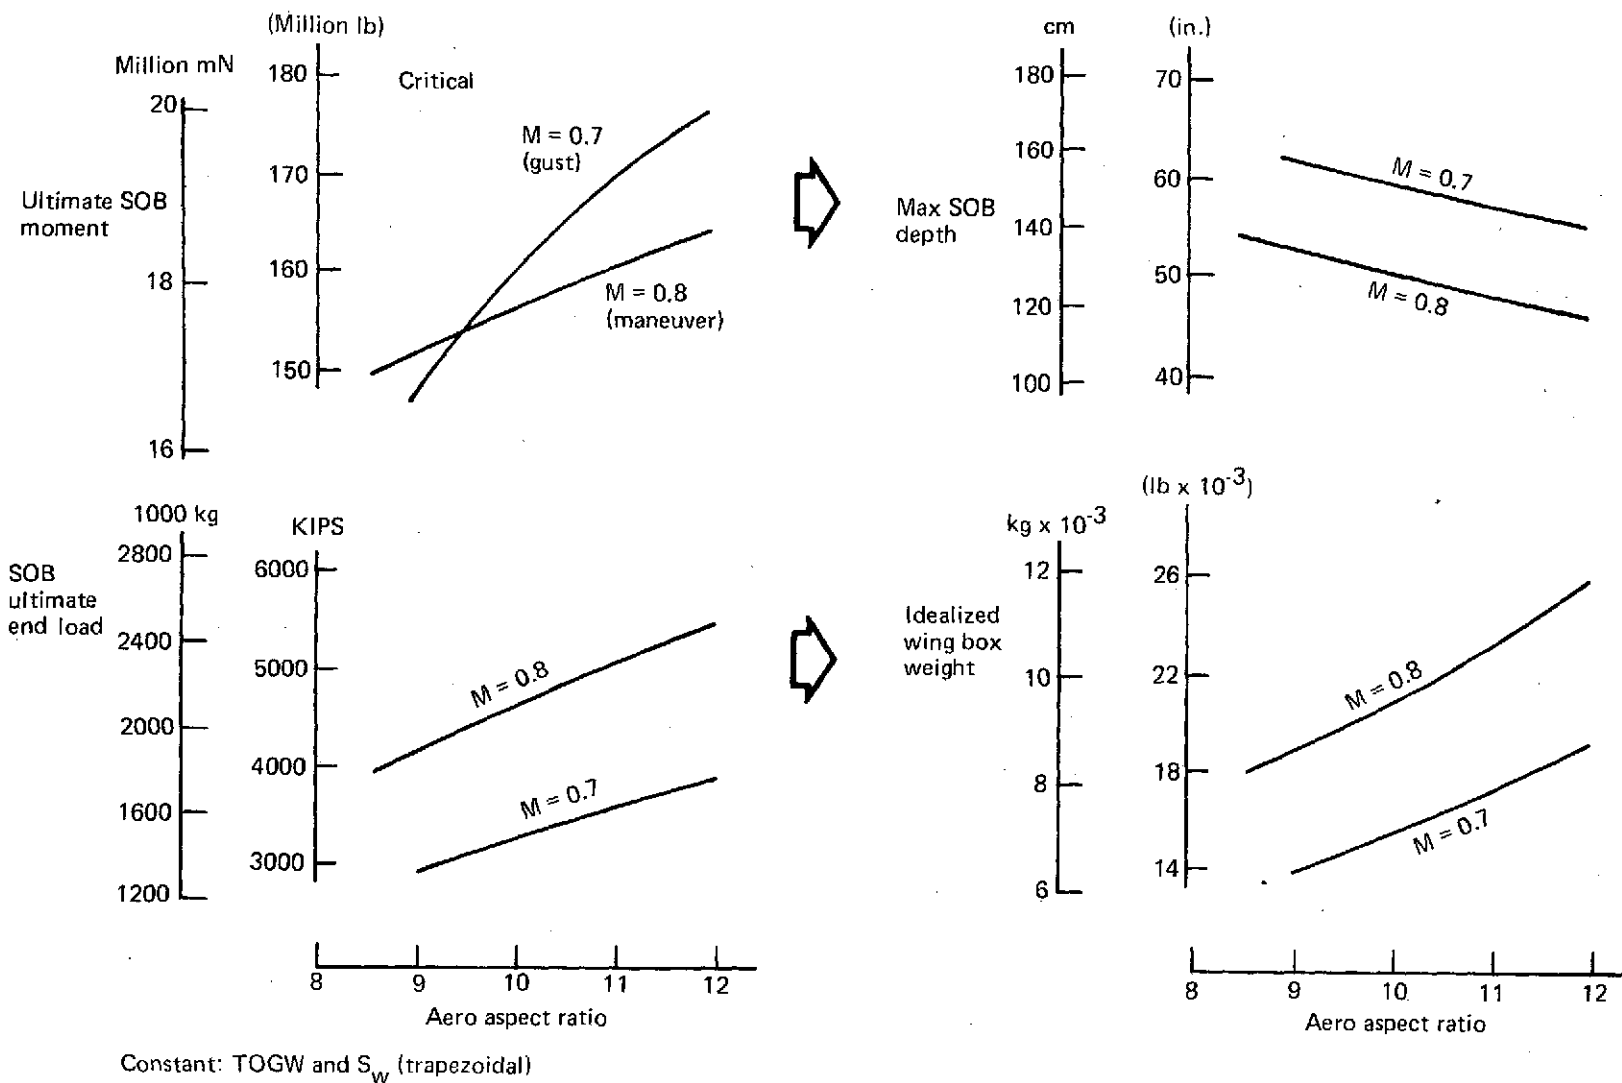 (Million lb)
Million mN
180
Critical
20
M = 0.7
(gust)
170
Ultimate SOB
moment
160
18
M = 0.8
(maneuver)
150
16
cm
(in.)
180
70
160
60
M = 0.7
Max SOB
depth
140
50
M = 0.8
120
100
40
1000 kg
KIPS
2800
6000
SOB
ultimate
end load
2400
5000
M = 0.8
2000
4000
1600
M = 0.7
3000
1200
8
9
10
11
12
Aero aspect ratio
(lb x 10⁻³)
kg x 10⁻³
12
26
Idealized
wing box
weight
10
22
M = 0.8
18
8
M = 0.7
14
6
8
9
10
11
12
Aero aspect ratio
Constant: TOGW and S_w (trapezoidal)